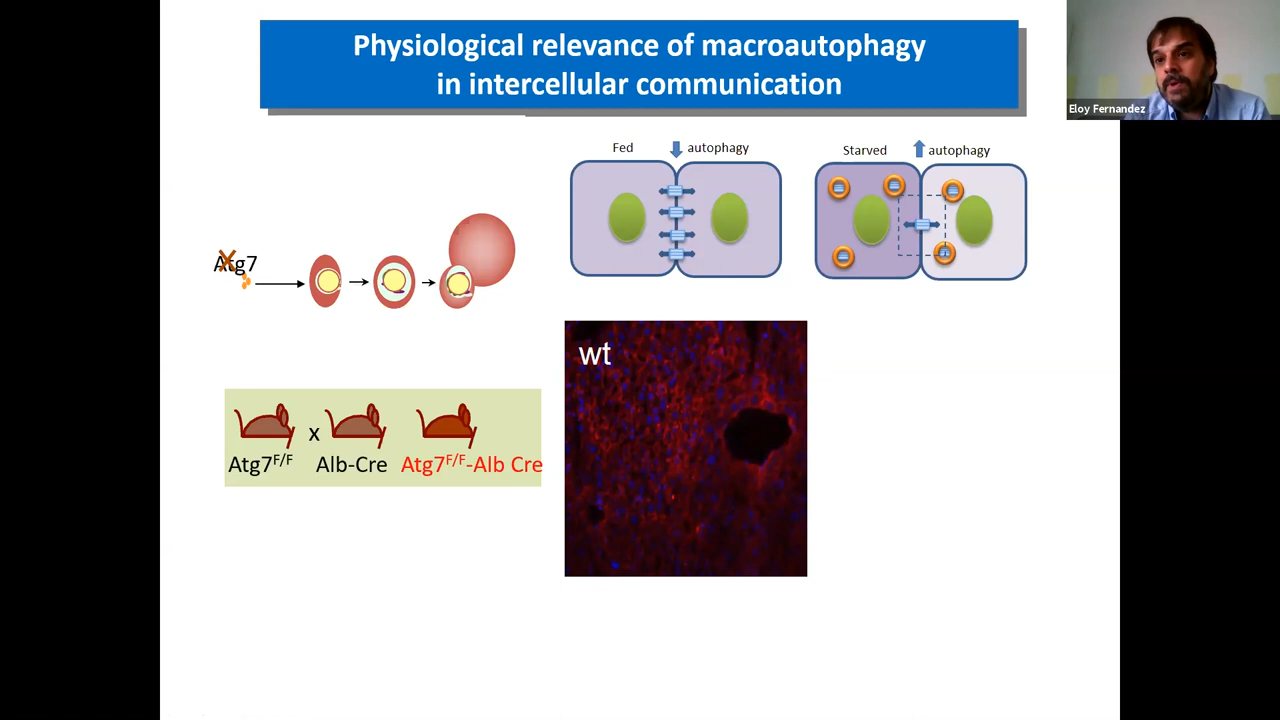 Physiological relevance of macroautophagy
in intercellular communication
Eloy Fernandez
Fed autophagy
Starved autophagy
Atg7
wt
x
Atg7F/F Alb-Cre Atg7F/F-Alb Cre